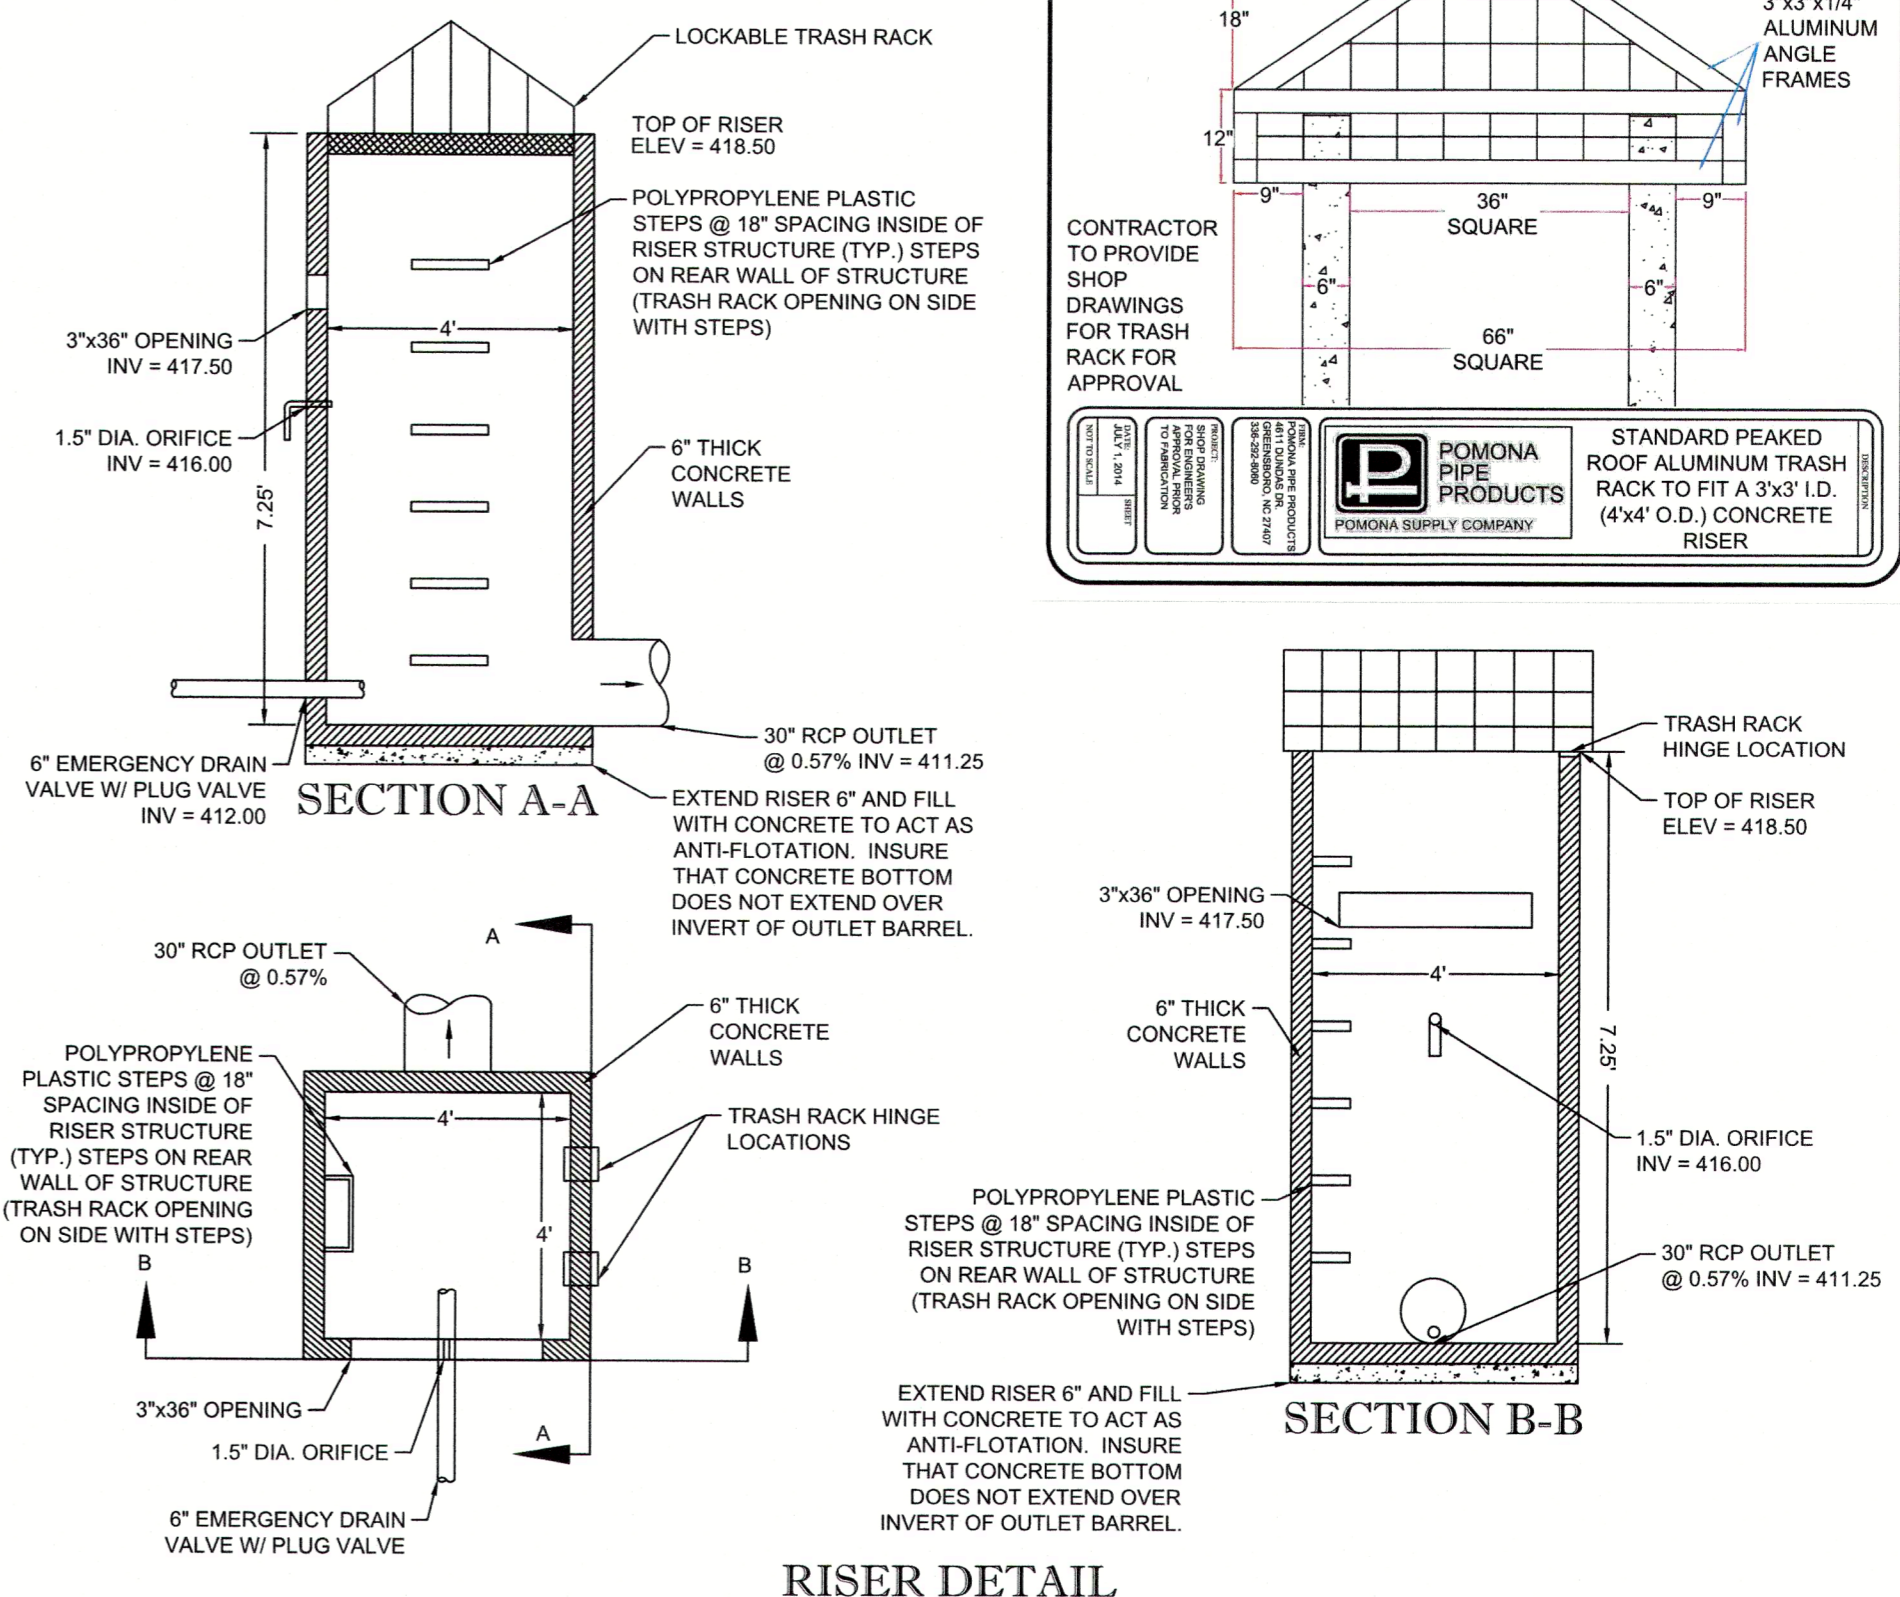 LOCKABLE TRASH RACK
TOP OF RISER
ELEV = 418.50
POLYPROPYLENE PLASTIC
STEPS @ 18" SPACING INSIDE OF
RISER STRUCTURE (TYP.) STEPS
ON REAR WALL OF STRUCTURE
(TRASH RACK OPENING ON SIDE
WITH STEPS)
4'
3"x36" OPENING
INV = 417.50
1.5" DIA. ORIFICE
INV = 416.00
7.25'
6" THICK
CONCRETE
WALLS
6" EMERGENCY DRAIN
VALVE W/ PLUG VALVE
INV = 412.00
30" RCP OUTLET
@ 0.57% INV = 411.25
SECTION A-A
EXTEND RISER 6" AND FILL
WITH CONCRETE TO ACT AS
ANTI-FLOTATION. INSURE
THAT CONCRETE BOTTOM
DOES NOT EXTEND OVER
INVERT OF OUTLET BARREL.
18"
3"x3"x1/4"
ALUMINUM
ANGLE
FRAMES
12"
9"
36"
SQUARE
9"
6"
6"
66"
SQUARE
CONTRACTOR
TO PROVIDE
SHOP
DRAWINGS
FOR TRASH
RACK FOR
APPROVAL
NOT TO SCALE
DATE:
JULY 1, 2014
SHEET
PROJECT:
SHOP DRAWING
FOR ENGINEER'S
APPROVAL PRIOR
TO FABRICATION
FIRM:
POMONA PIPE PRODUCTS
4611 DUNDAS DR.
GREENSBORO, NC 27407
336-292-8060
P
POMONA
PIPE
PRODUCTS
POMONA SUPPLY COMPANY
STANDARD PEAKED
ROOF ALUMINUM TRASH
RACK TO FIT A 3'x3' I.D.
(4'x4' O.D.) CONCRETE
RISER
DESCRIPTION
30" RCP OUTLET
@ 0.57%
A
6" THICK
CONCRETE
WALLS
POLYPROPYLENE
PLASTIC STEPS @ 18"
SPACING INSIDE OF
RISER STRUCTURE
(TYP.) STEPS ON REAR
WALL OF STRUCTURE
(TRASH RACK OPENING
ON SIDE WITH STEPS)
4'
4'
TRASH RACK HINGE
LOCATIONS
B
B
3"x36" OPENING
1.5" DIA. ORIFICE
A
6" EMERGENCY DRAIN
VALVE W/ PLUG VALVE
TRASH RACK
HINGE LOCATION
TOP OF RISER
ELEV = 418.50
3"x36" OPENING
INV = 417.50
4'
6" THICK
CONCRETE
WALLS
7.25'
1.5" DIA. ORIFICE
INV = 416.00
POLYPROPYLENE PLASTIC
STEPS @ 18" SPACING INSIDE OF
RISER STRUCTURE (TYP.) STEPS
ON REAR WALL OF STRUCTURE
(TRASH RACK OPENING ON SIDE
WITH STEPS)
30" RCP OUTLET
@ 0.57% INV = 411.25
EXTEND RISER 6" AND FILL
WITH CONCRETE TO ACT AS
ANTI-FLOTATION. INSURE
THAT CONCRETE BOTTOM
DOES NOT EXTEND OVER
INVERT OF OUTLET BARREL.
SECTION B-B
RISER DETAIL